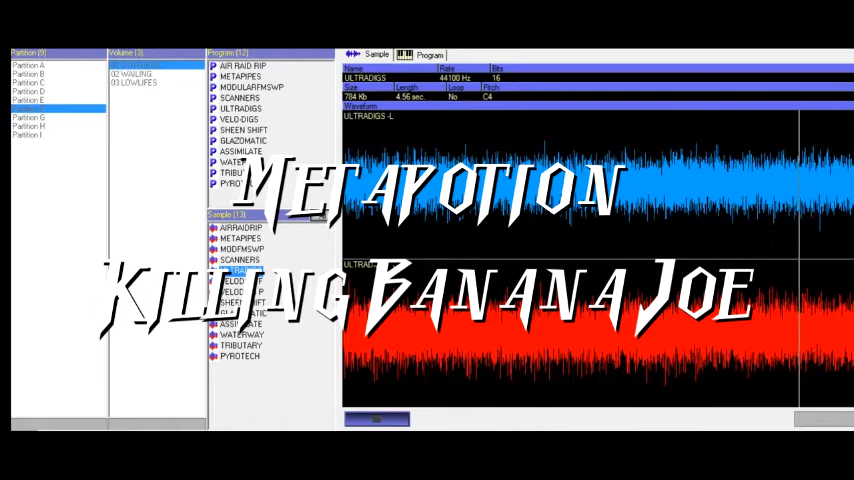 Partition (9)
Partition A
Partition B
Partition C
Partition D
Partition E
Partition G
Partition H
Partition I
Volume (3)
02 WAILING
03 LOWLIFES
Program (12)
AIR RAID RIP
METAPIPES
MODULARFMSWP
SCANNERS
ULTRADIGS
VELO-DIGS
SHEEN SHIFT
GLAZOMATIC
ASSIMILATE
Sample (13)
AIRRAIDRIP
METAPIPES
MODFMSWP
SCANNERS
SHEEN SHIFT
ASSIMILATE
WATERWAY
TRIBUTARY
PYROTECH
Sample Program
Name Rate Bits
ULTRADIGS 44100 Hz 16
Size Length Loop Pitch
784 Kb 4.56 sec. No C4
Waveform
ULTRADIGS -L
METAPOTION
KILLING BANANA JOE